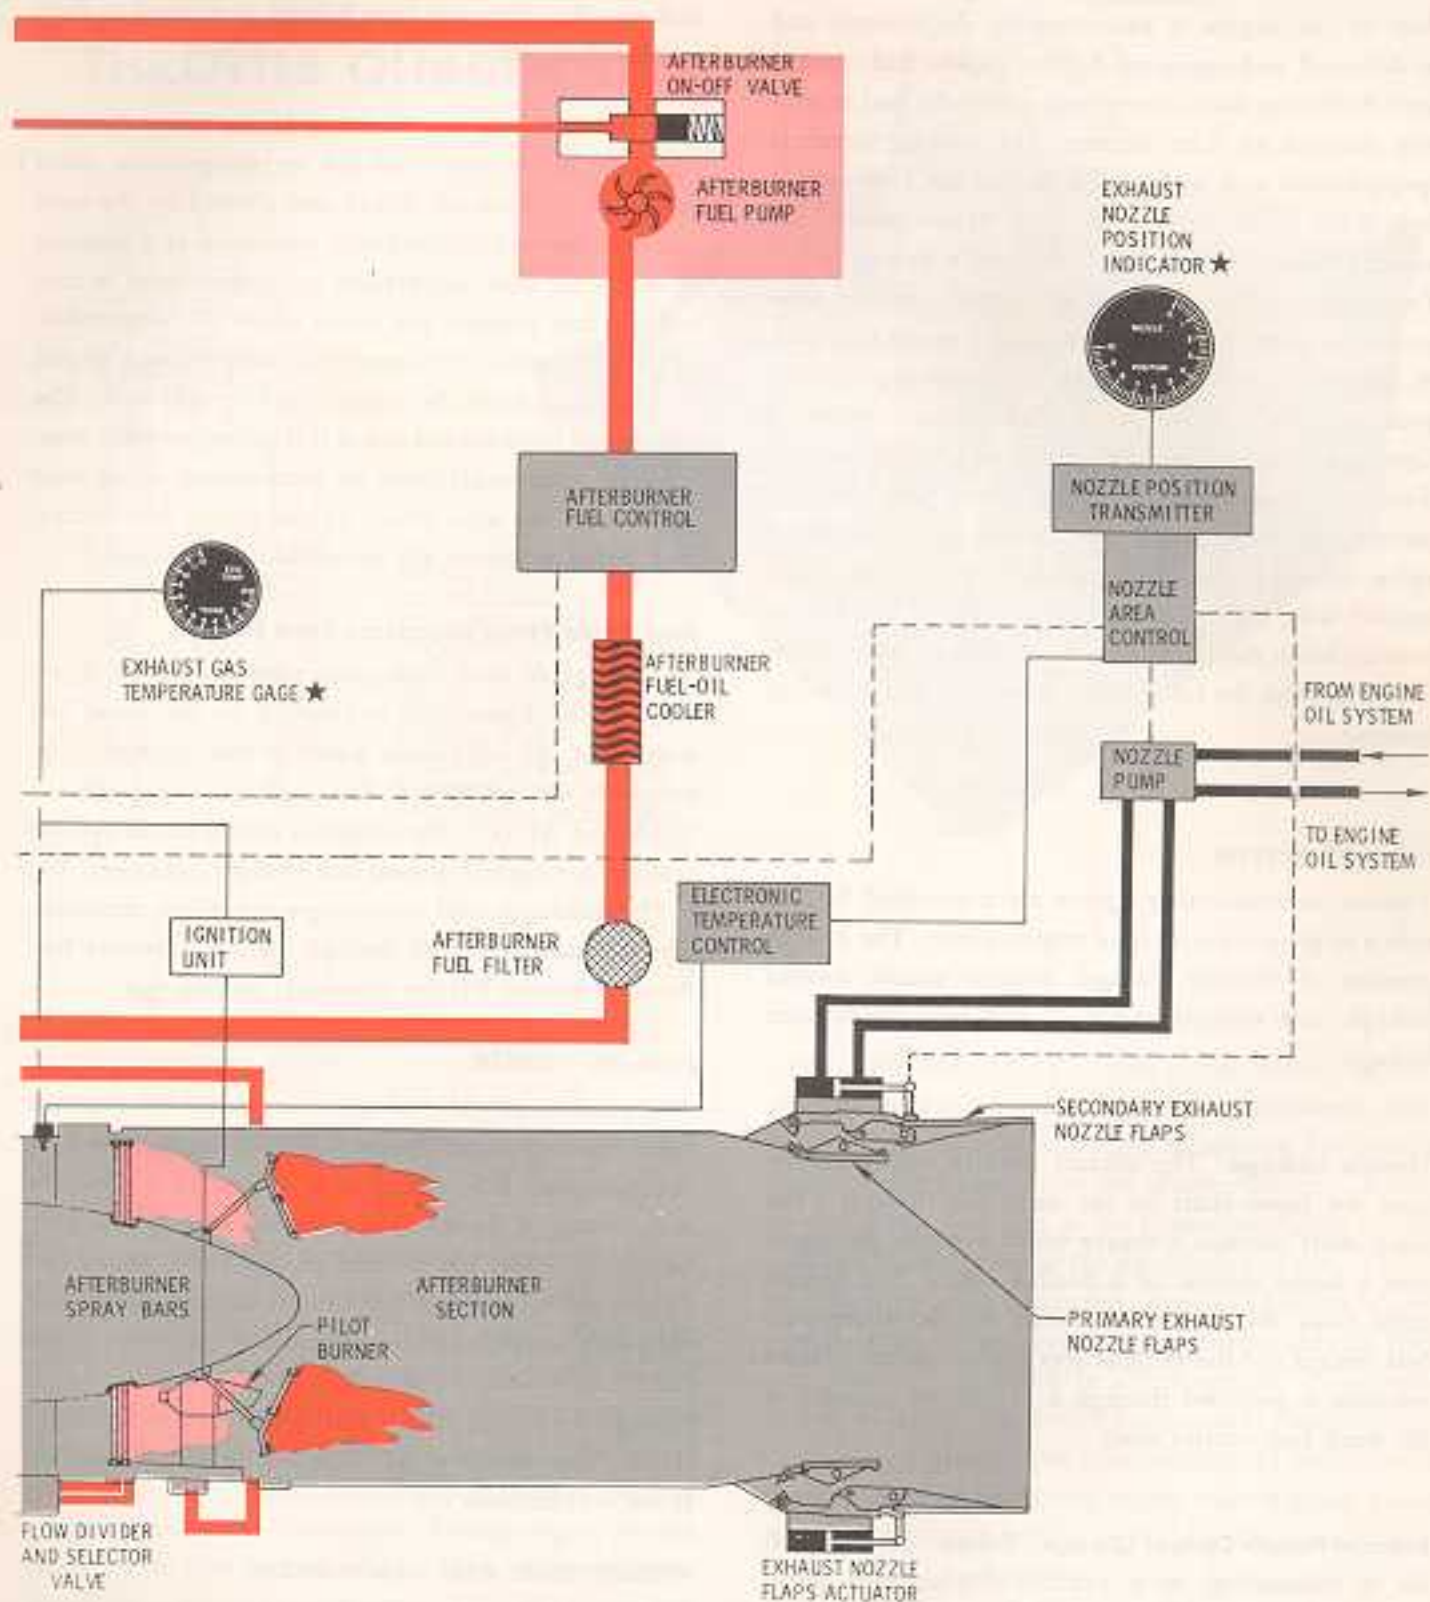 AFTERBURNER
ON-OFF VALVE
AFTERBURNER
FUEL PUMP
EXHAUST
NOZZLE
POSITION
INDICATOR ★
NOZZLE
POSITION
AFTERBURNER
FUEL CONTROL
NOZZLE POSITION
TRANSMITTER
NOZZLE
AREA
CONTROL
EXHAUST GAS
TEMPERATURE GAGE ★
AFTERBURNER
FUEL-OIL
COOLER
FROM ENGINE
OIL SYSTEM
NOZZLE
PUMP
TO ENGINE
OIL SYSTEM
ELECTRONIC
TEMPERATURE
CONTROL
IGNITION
UNIT
AFTERBURNER
FUEL FILTER
SECONDARY EXHAUST
NOZZLE FLAPS
AFTERBURNER
SPRAY BARS
AFTERBURNER
SECTION
PILOT
BURNER
PRIMARY EXHAUST
NOZZLE FLAPS
FLOW DIVIDER
AND SELECTOR
VALVE
EXHAUST NOZZLE
FLAPS ACTUATOR